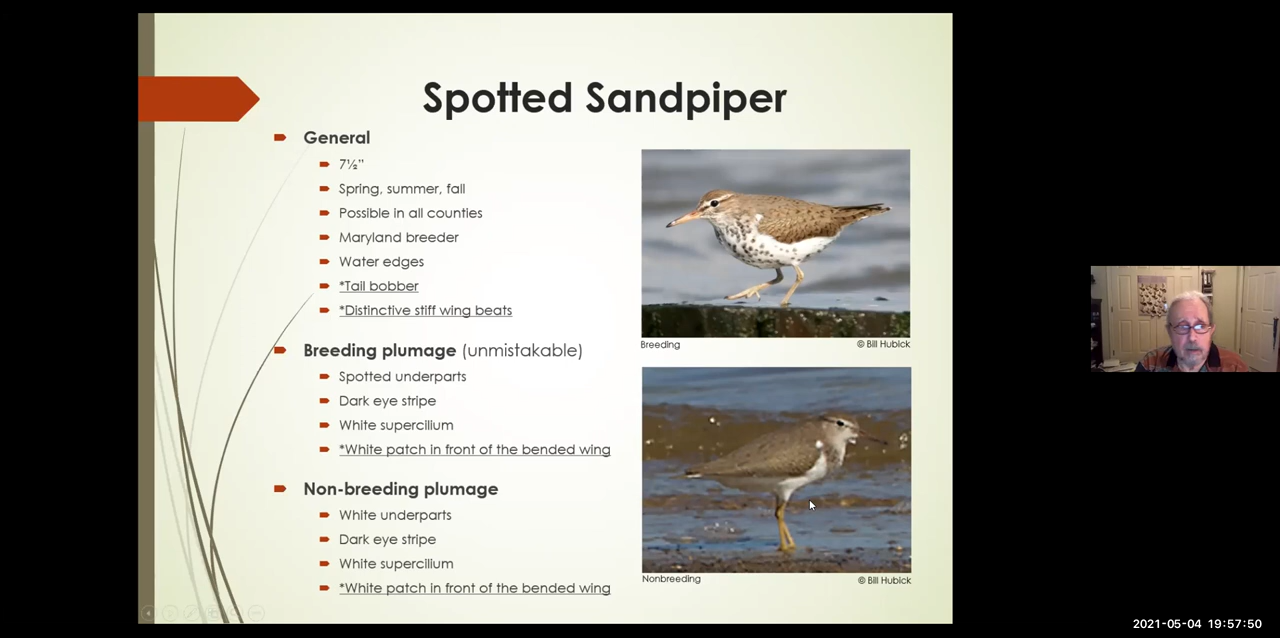 Spotted Sandpiper
General
7½"
Spring, summer, fall
Possible in all counties
Maryland breeder
Water edges
*Tail bobber
*Distinctive stiff wing beats
Breeding plumage (unmistakable)
Spotted underparts
Dark eye stripe
White supercilium
*White patch in front of the bended wing
Non-breeding plumage
White underparts
Dark eye stripe
White supercilium
*White patch in front of the bended wing
Breeding © Bill Hubick
Nonbreeding © Bill Hubick
2021-05-04 19:57:50